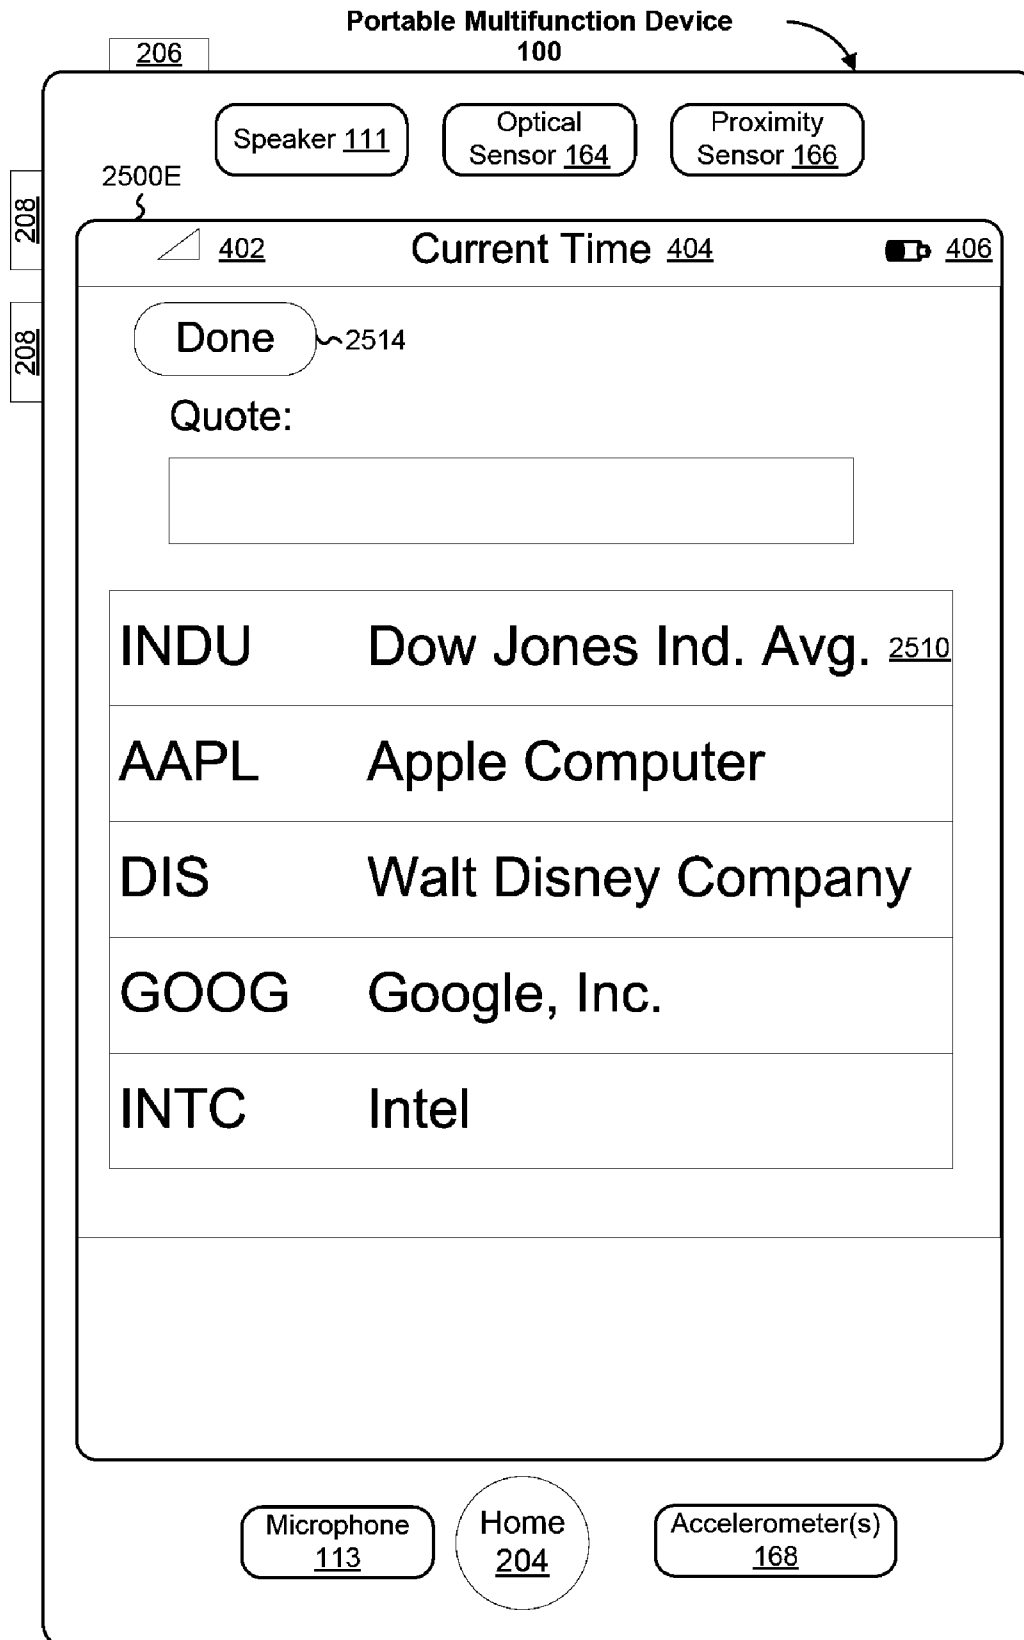 Portable Multifunction Device
100
206
Speaker 111
Optical
Sensor 164
Proximity
Sensor 166
2500E
208
208
402
Current Time 404
406
Done
2514
Quote:
INDU Dow Jones Ind. Avg. 2510
AAPL Apple Computer
DIS Walt Disney Company
GOOG Google, Inc.
INTC Intel
Microphone
113
Home
204
Accelerometer(s)
168